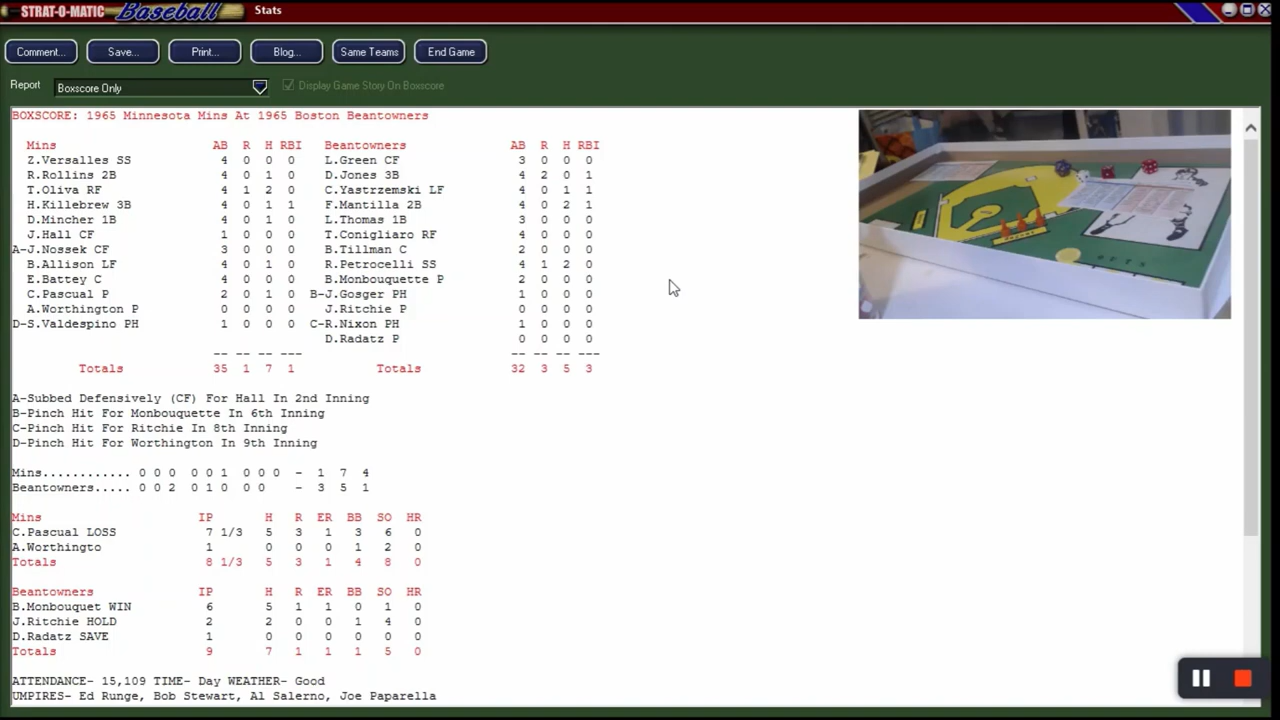 STRAT-O-MATIC Baseball Stats
Comment... Save... Print... Blog... Same Teams End Game
Report Boxscore Only Display Game Story On Boxscore
BOXSCORE: 1965 Minnesota Mins At 1965 Boston Beantowners
Mins AB R H RBI Beantowners AB R H RBI
Z.Versalles SS 4 0 0 0 L.Green CF 3 0 0 0
R.Rollins 2B 4 0 1 0 D.Jones 3B 4 2 0 1
T.Oliva RF 4 1 2 0 C.Yastrzemski LF 4 0 1 1
H.Killebrew 3B 4 0 1 1 F.Mantilla 2B 4 0 2 1
D.Mincher 1B 4 0 1 0 L.Thomas 1B 3 0 0 0
J.Hall CF 1 0 0 0 T.Conigliaro RF 4 0 0 0
A-J.Nossek CF 3 0 0 0 B.Tillman C 2 0 0 0
B.Allison LF 4 0 1 0 R.Petrocelli SS 4 1 2 0
E.Battey C 4 0 0 0 B.Monbouquette P 2 0 0 0
C.Pascual P 2 0 1 0 B-J.Gosger PH 1 0 0 0
A.Worthington P 0 0 0 0 J.Ritchie P 0 0 0 0
D-S.Valdespino PH 1 0 0 0 C-R.Nixon PH 1 0 0 0
D.Radatz P 0 0 0 0
-- -- -- --- -- -- -- ---
Totals 35 1 7 1 Totals 32 3 5 3
A-Subbed Defensively (CF) For Hall In 2nd Inning
B-Pinch Hit For Monbouquette In 6th Inning
C-Pinch Hit For Ritchie In 8th Inning
D-Pinch Hit For Worthington In 9th Inning
Mins............ 0 0 0 0 0 1 0 0 0 - 1 7 4
Beantowners..... 0 0 2 0 1 0 0 0 - 3 5 1
Mins IP H R ER BB SO HR
C.Pascual LOSS 7 1/3 5 3 1 3 6 0
A.Worthingto 1 0 0 0 1 2 0
Totals 8 1/3 5 3 1 4 8 0
Beantowners IP H R ER BB SO HR
B.Monbouquet WIN 6 5 1 1 0 1 0
J.Ritchie HOLD 2 2 0 0 1 4 0
D.Radatz SAVE 1 0 0 0 0 0 0
Totals 9 7 1 1 1 5 0
ATTENDANCE- 15,109 TIME- Day WEATHER- Good
UMPIRES- Ed Runge, Bob Stewart, Al Salerno, Joe Paparella